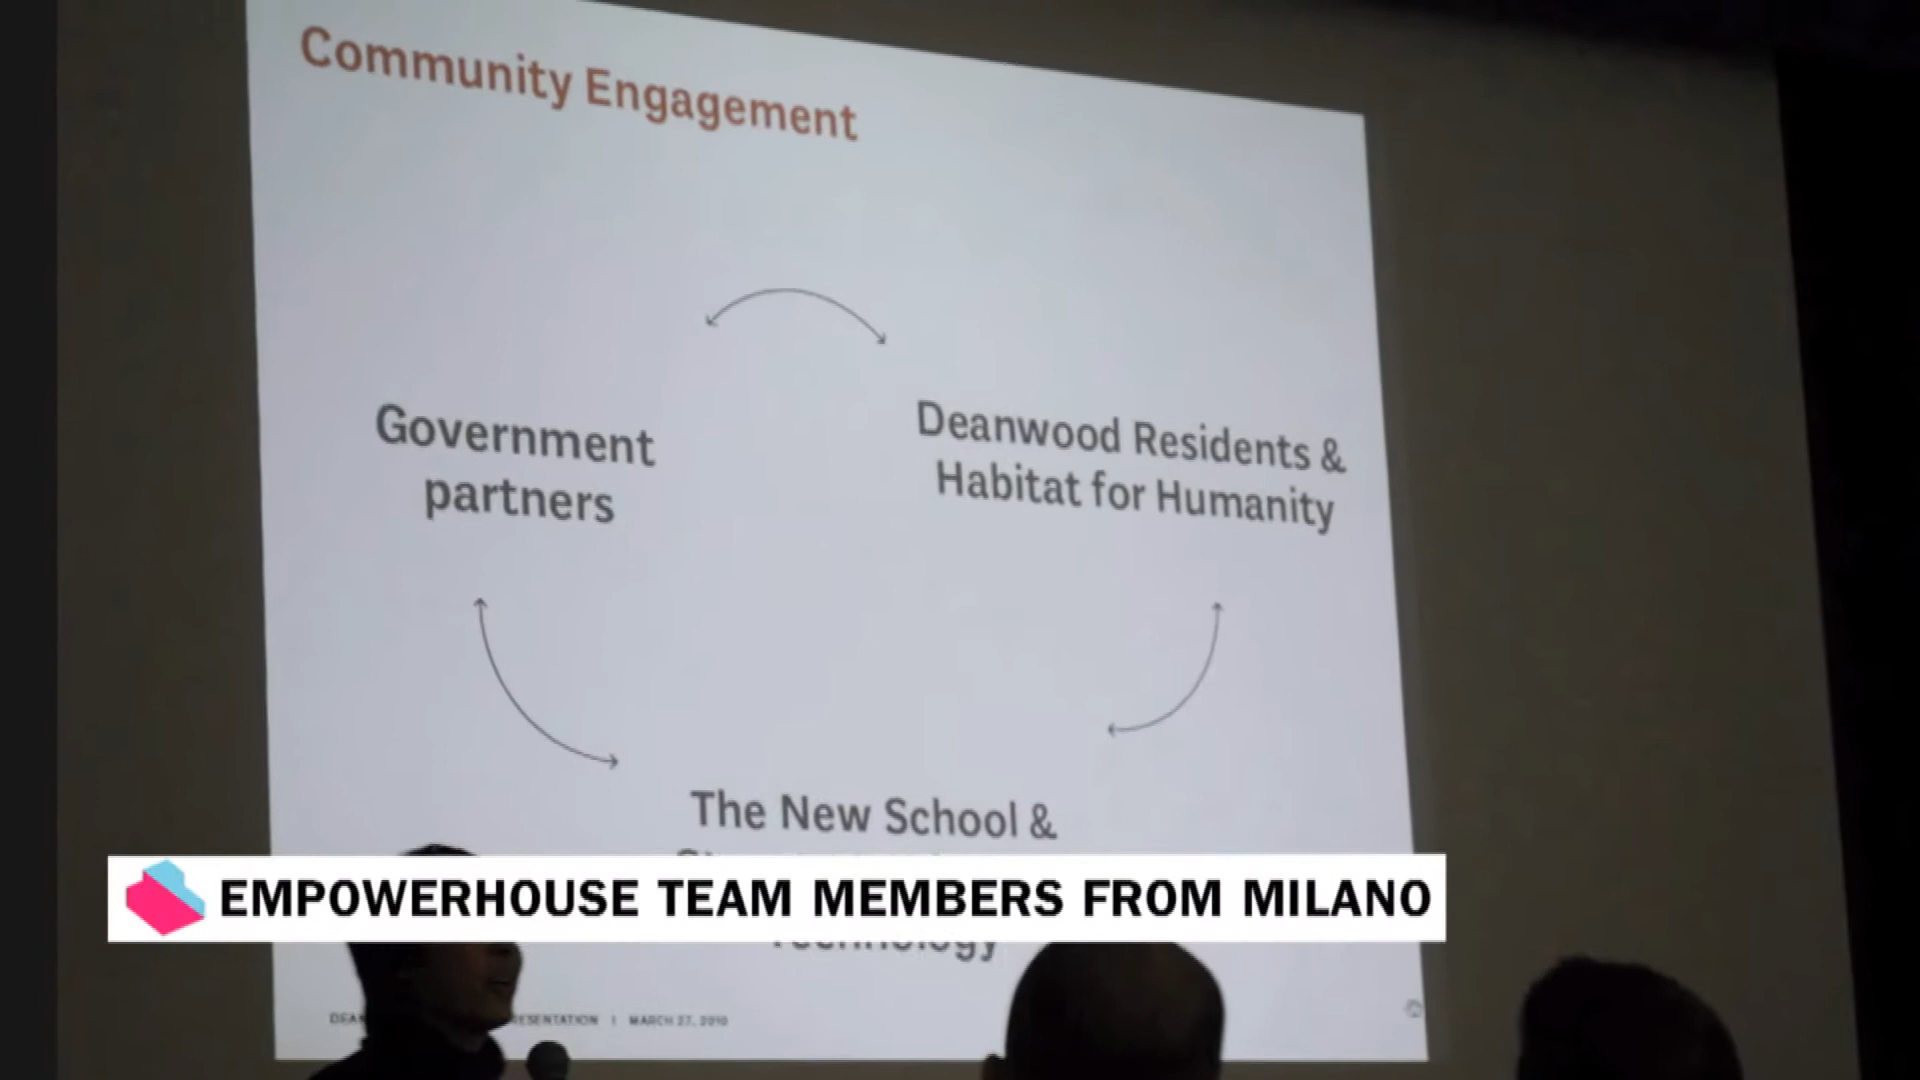 Community Engagement
Government
partners
Deanwood Residents &
Habitat for Humanity
The New School &
Technology
EMPOWERHOUSE TEAM MEMBERS FROM MILANO
MARCH 27, 2010